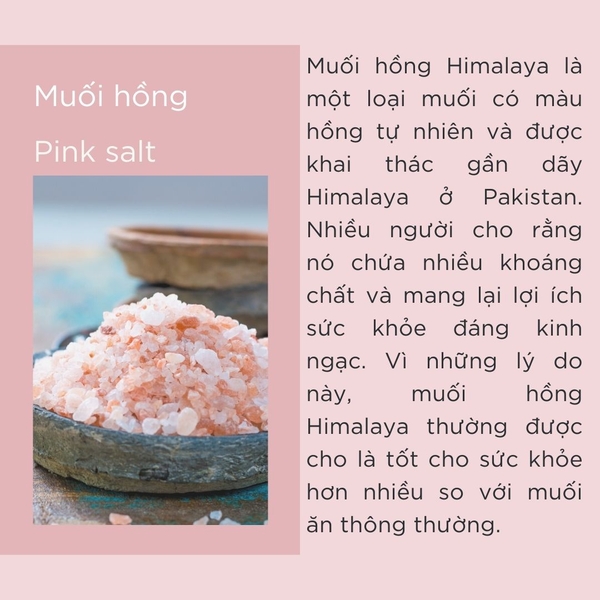 Muối hồng
Pink salt
Muối hồng Himalaya là
một loại muối có màu
hồng tự nhiên và được
khai thác gần dãy
Himalaya ở Pakistan.
Nhiều người cho rằng
nó chứa nhiều khoáng
chất và mang lại lợi ích
sức khỏe đáng kinh
ngạc. Vì những lý do
này, muối hồng
Himalaya thường được
cho là tốt cho sức khỏe
hơn nhiều so với muối
ăn thông thường.